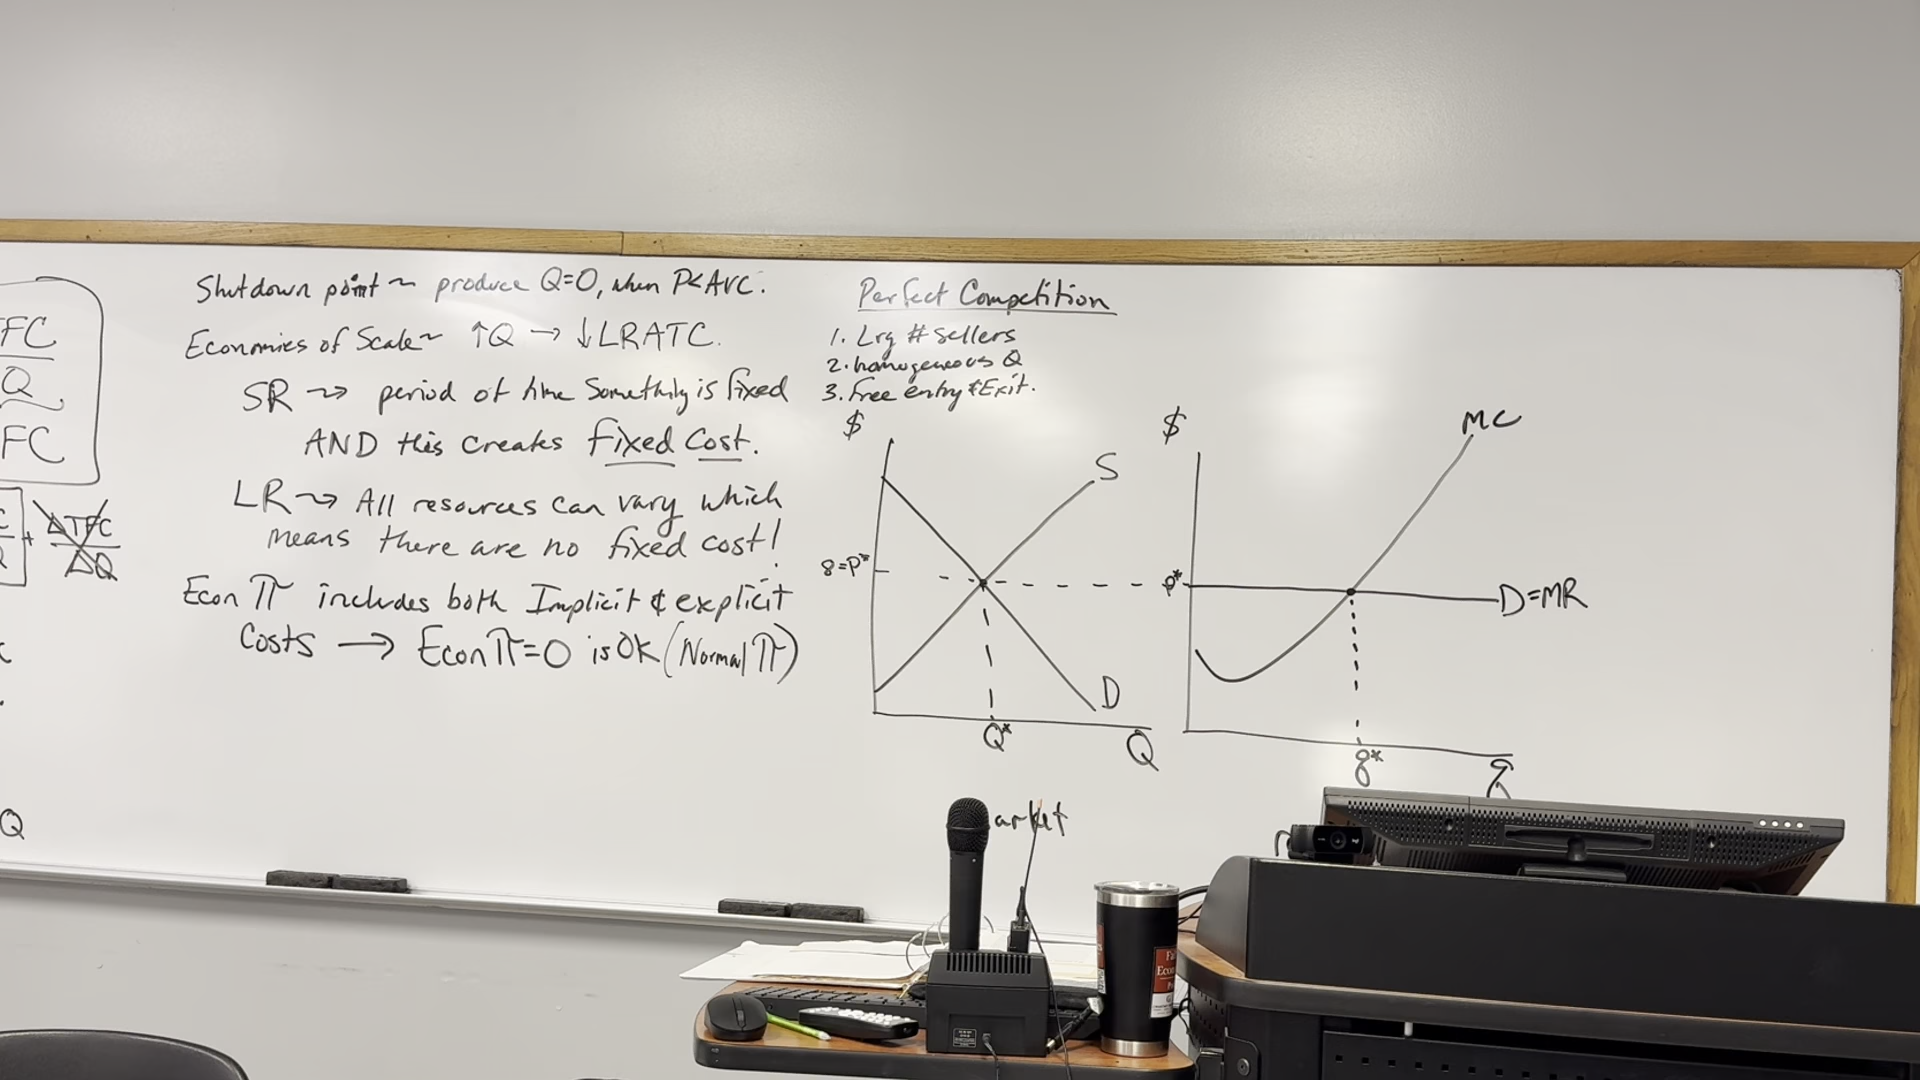 FC
Q
FC
+ ΔTFC
ΔQ
Q
Shutdown point ~ produce Q=0, when P<AVC.
Economies of Scale ~ ↑Q → ↓LRATC.
SR ~> period of time Something is fixed
AND this creates fixed cost.
LR ~> All resources can vary which
means there are no fixed cost!
Econ π includes both Implicit & explicit
Costs → Econ π=0 is OK (Normal π)
Perfect Competition
1. Lrg # sellers
2. homogeneous Q
3. Free entry & Exit.
$
S
8=P*
D
Q*
Q
arket
$
MC
P*
D=MR
q*
q